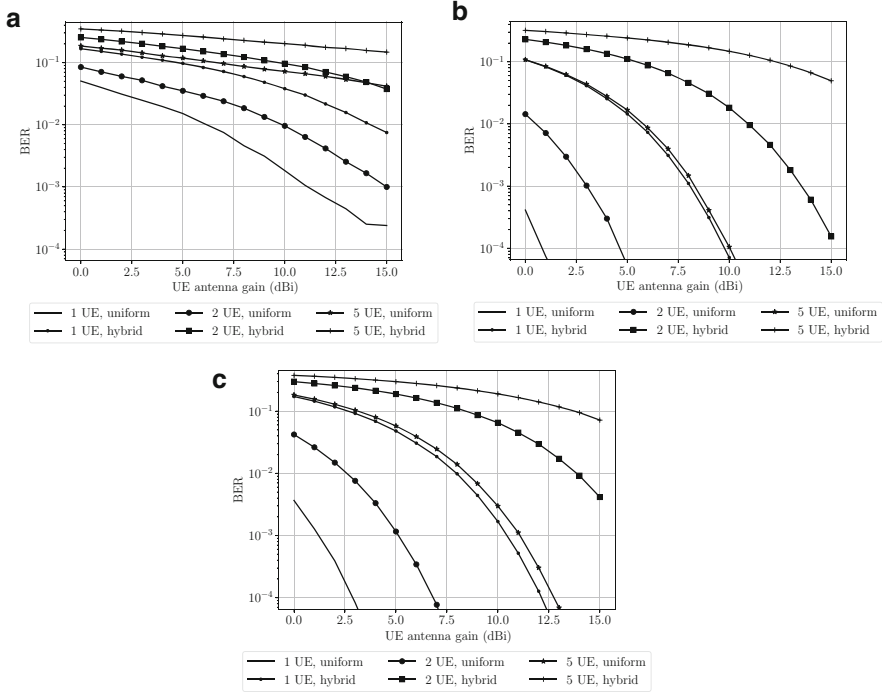 a
BER
10⁻¹
10⁻²
10⁻³
10⁻⁴
0.0 2.5 5.0 7.5 10.0 12.5 15.0
UE antenna gain (dBi)
1 UE, uniform 2 UE, uniform 5 UE, uniform
1 UE, hybrid 2 UE, hybrid 5 UE, hybrid
b
BER
10⁻¹
10⁻²
10⁻³
10⁻⁴
0.0 2.5 5.0 7.5 10.0 12.5 15.0
UE antenna gain (dBi)
1 UE, uniform 2 UE, uniform 5 UE, uniform
1 UE, hybrid 2 UE, hybrid 5 UE, hybrid
c
BER
10⁻¹
10⁻²
10⁻³
10⁻⁴
0.0 2.5 5.0 7.5 10.0 12.5 15.0
UE antenna gain (dBi)
1 UE, uniform 2 UE, uniform 5 UE, uniform
1 UE, hybrid 2 UE, hybrid 5 UE, hybrid